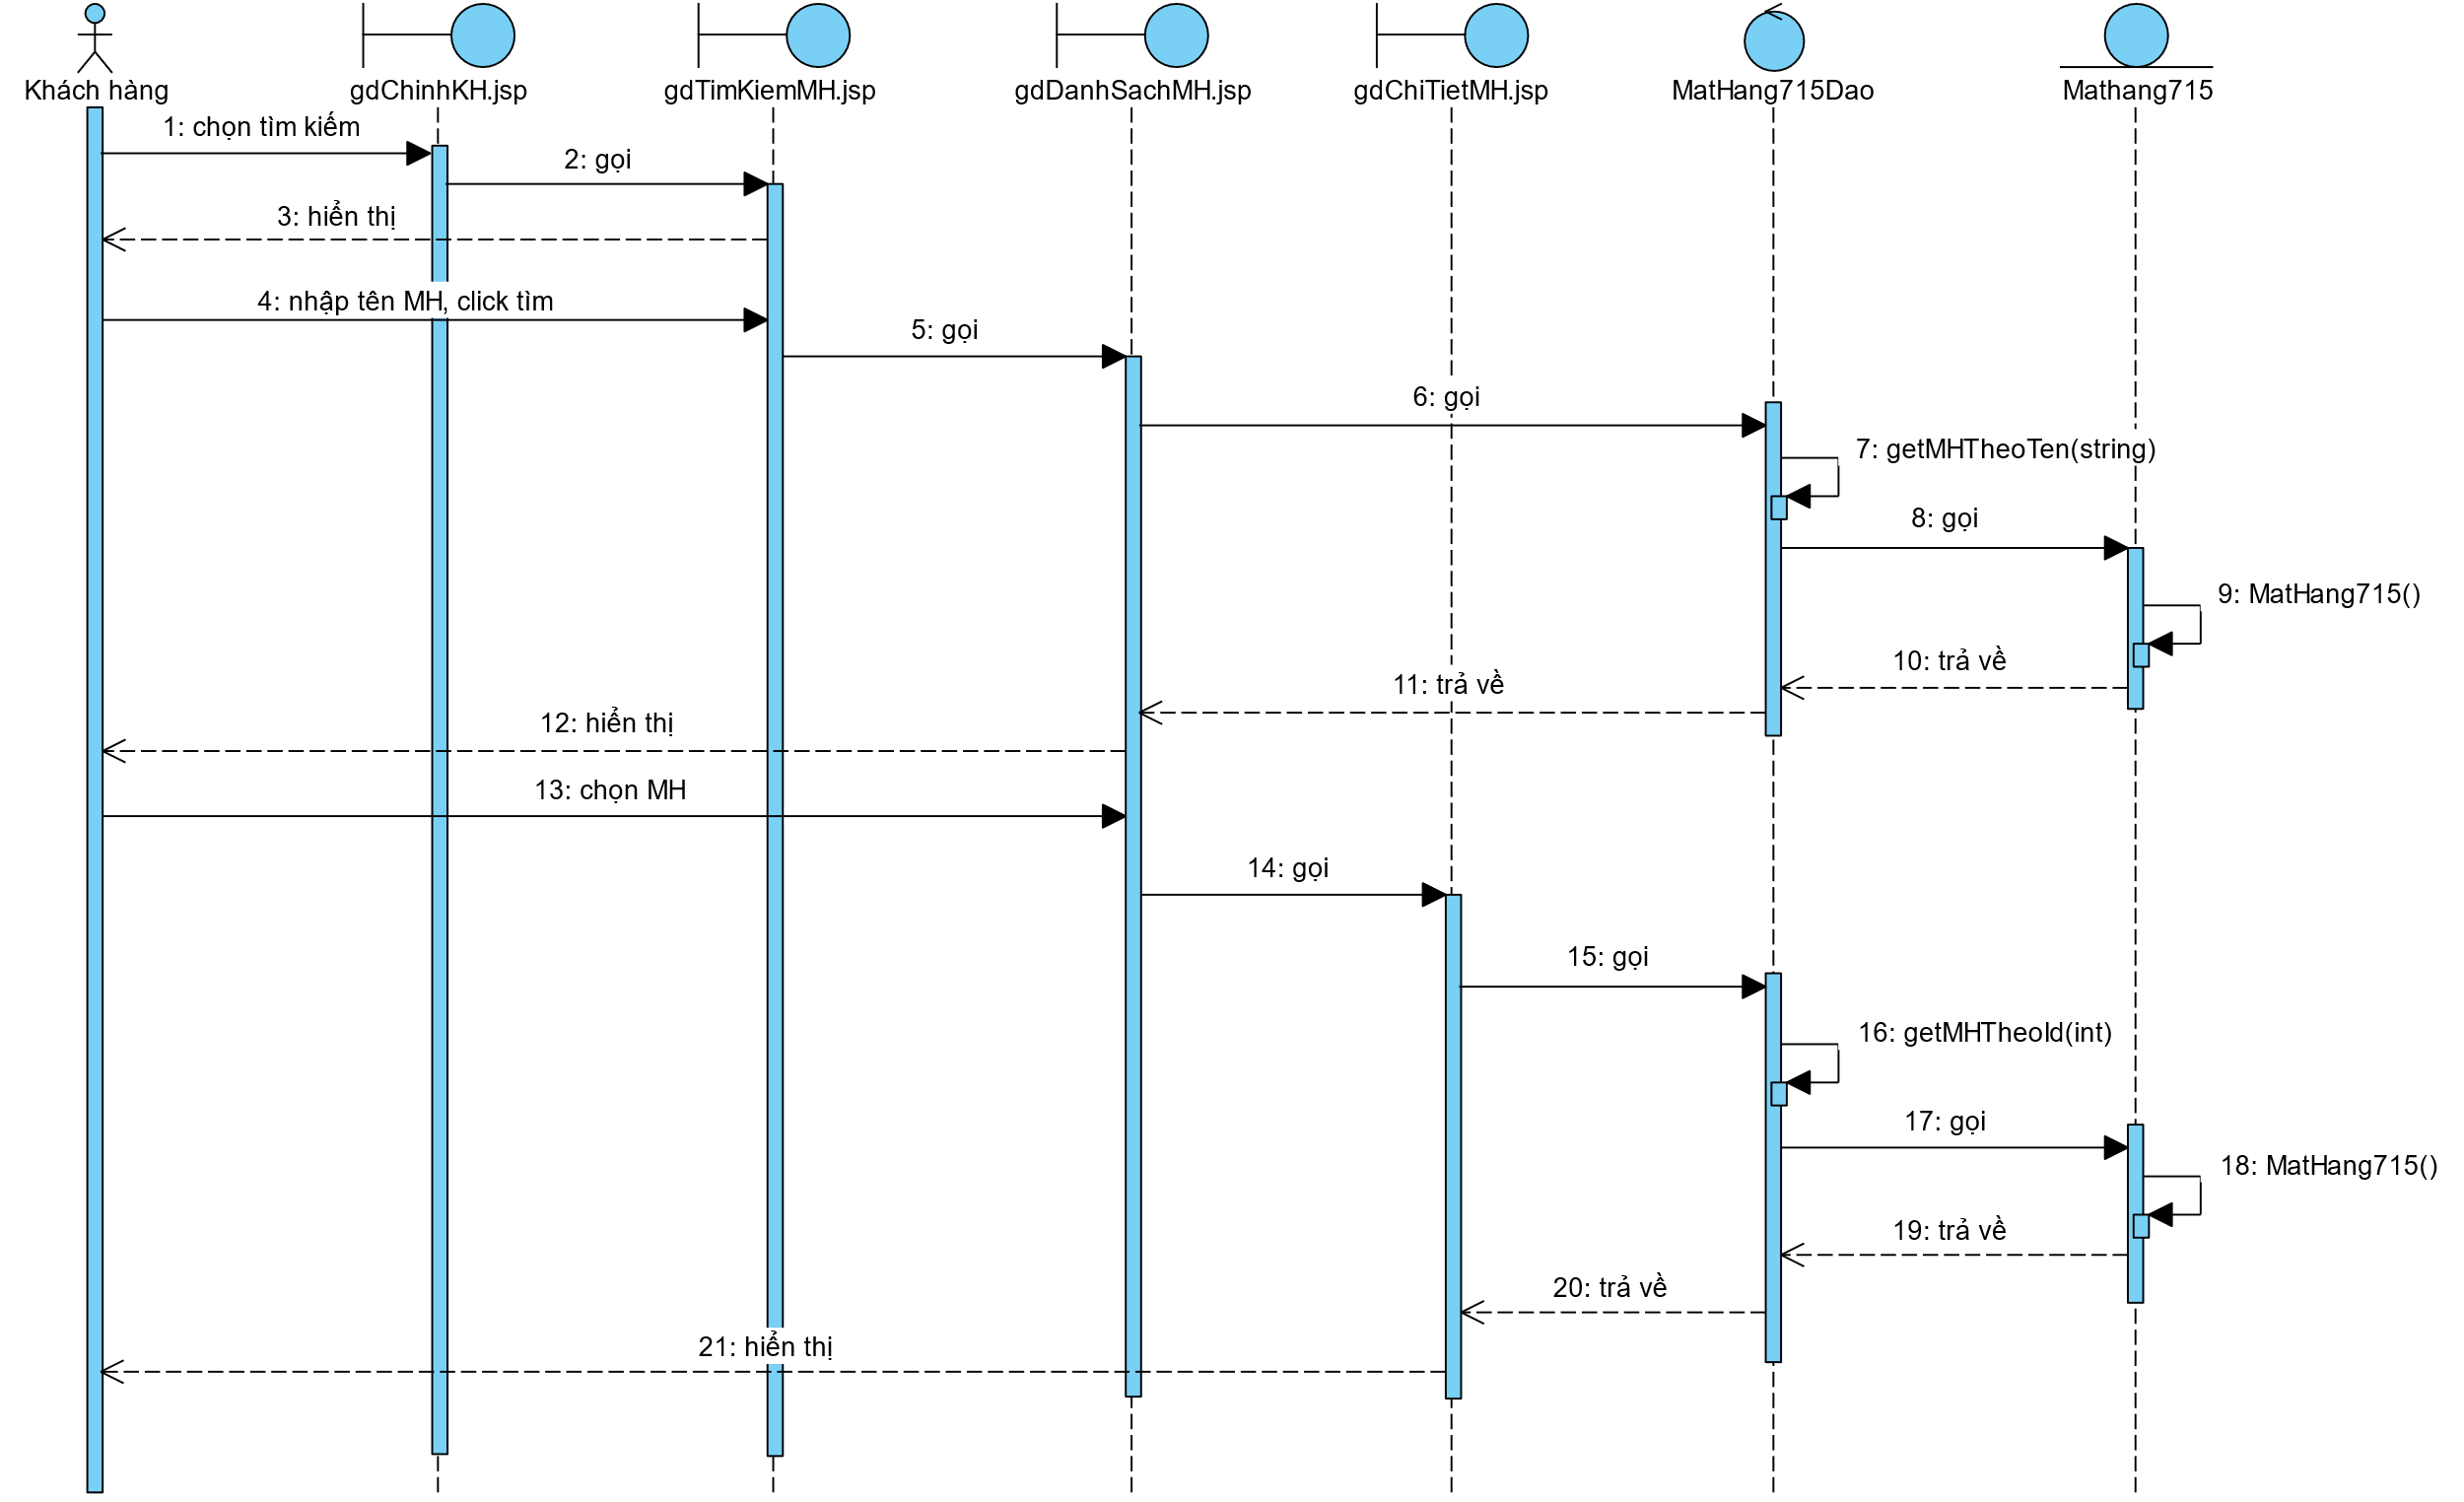 Khách hàng
gdChinhKH.jsp
gdTimKiemMH.jsp
gdDanhSachMH.jsp
gdChiTietMH.jsp
MatHang715Dao
Mathang715
1: chọn tìm kiếm
2: gọi
3: hiển thị
4: nhập tên MH, click tìm
5: gọi
6: gọi
7: getMHTheoTen(string)
8: gọi
9: MatHang715()
10: trả về
11: trả về
12: hiển thị
13: chọn MH
14: gọi
15: gọi
16: getMHTheoId(int)
17: gọi
18: MatHang715()
19: trả về
20: trả về
21: hiển thị